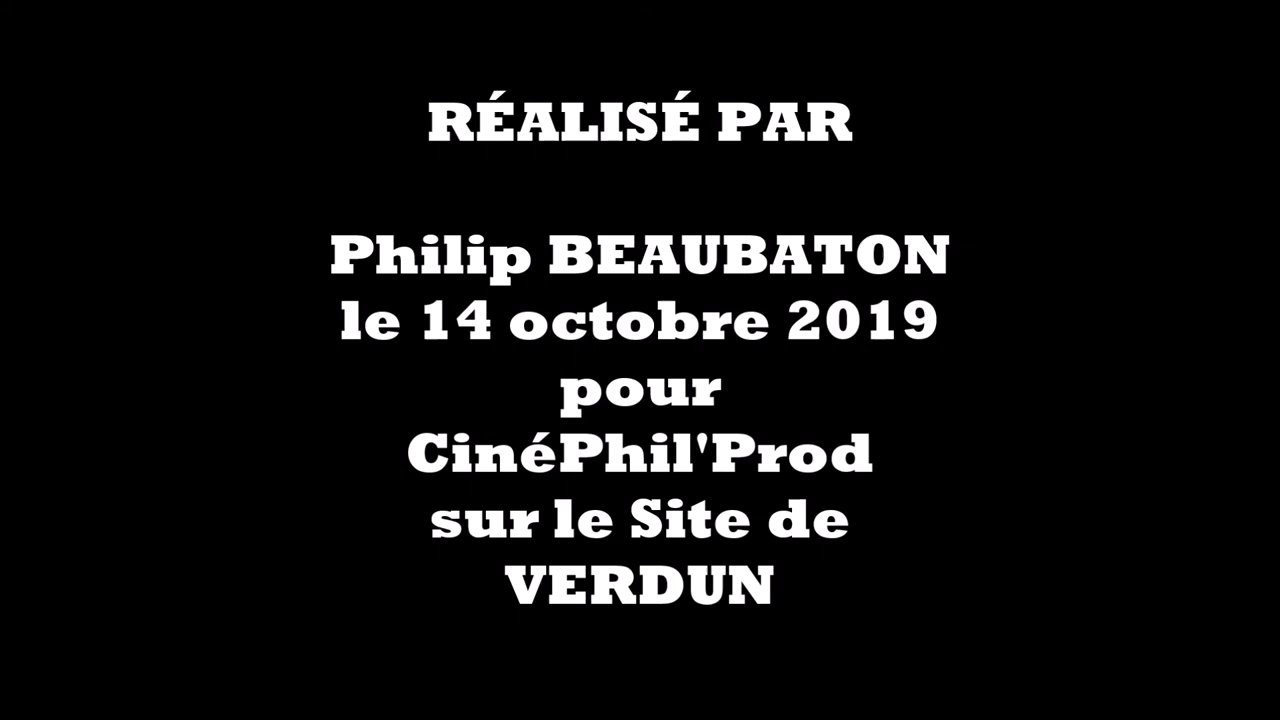 RÉALISÉ PAR
Philip BEAUBATON
le 14 octobre 2019
pour
CinéPhil'Prod
sur le Site de
VERDUN